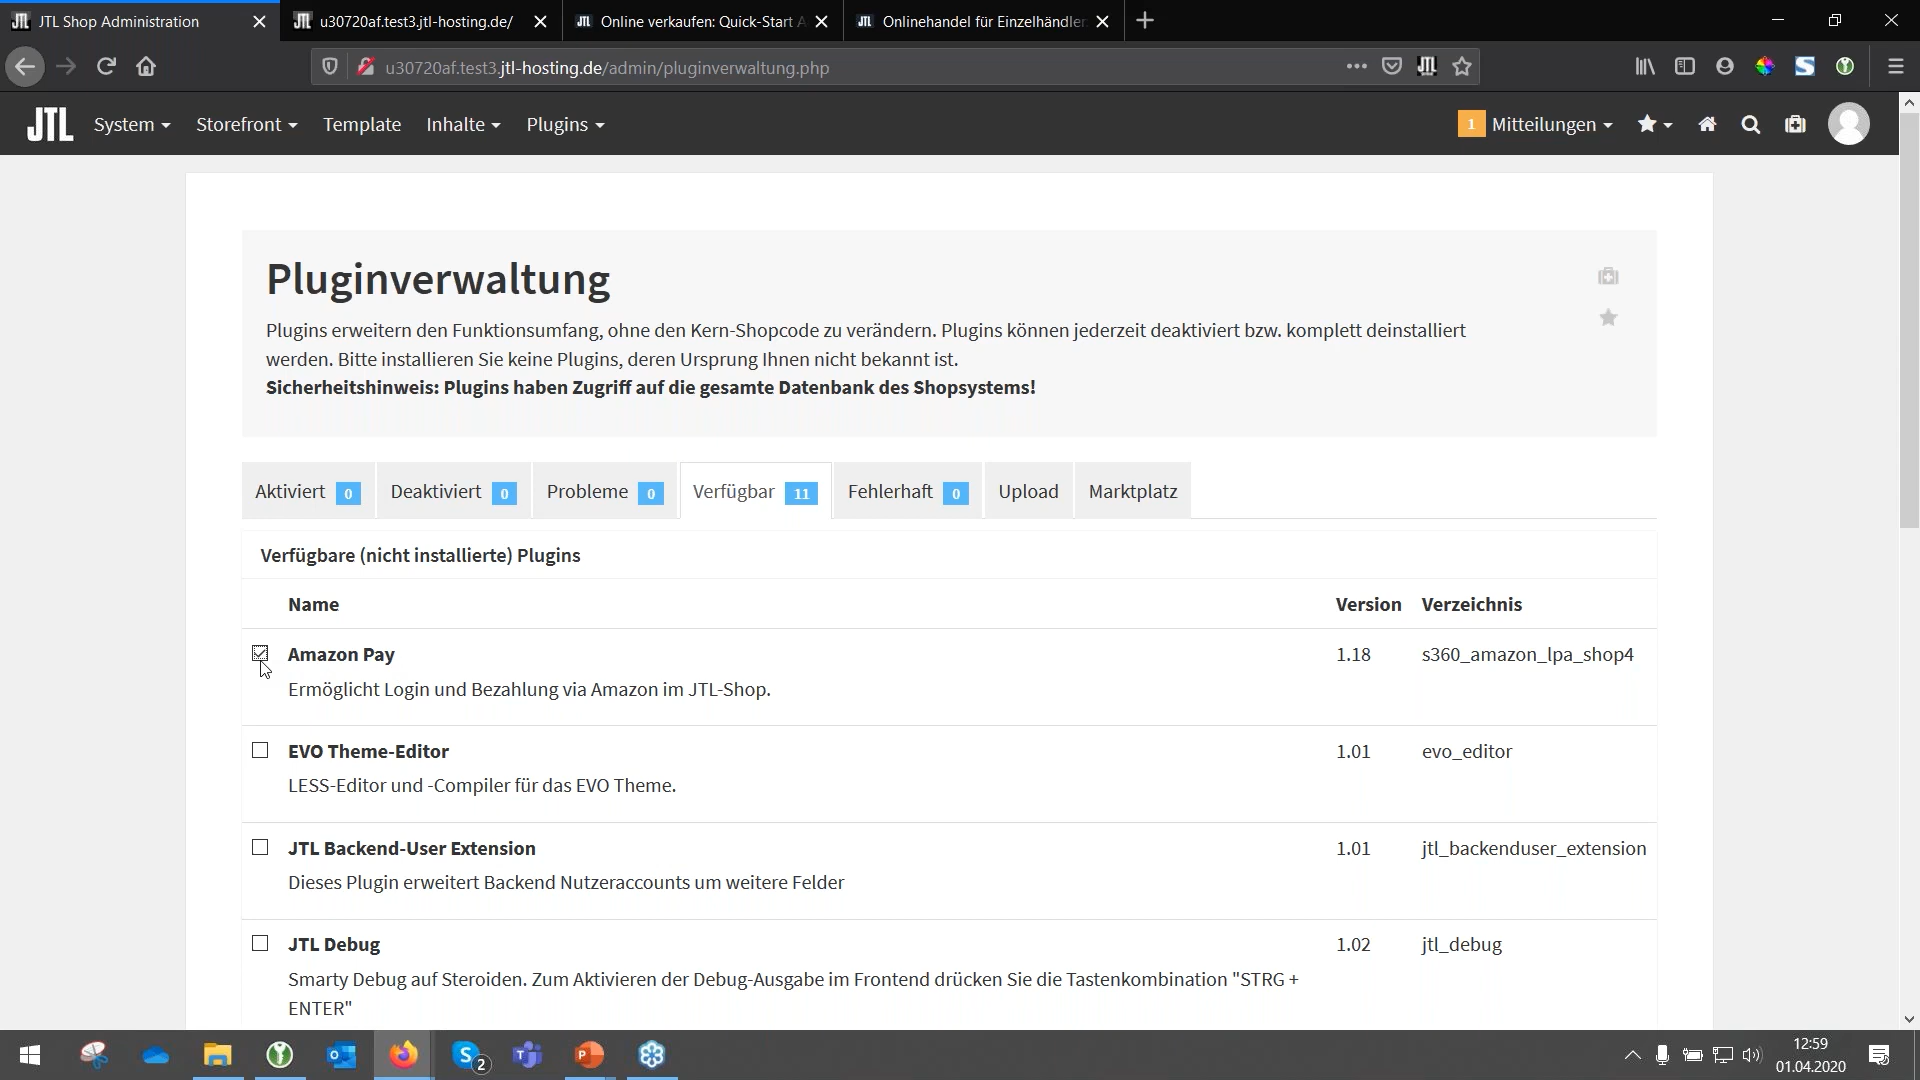 JTL JTL Shop Administration
JTL u30720af.test3.jtl-hosting.de/
JTL Online verkaufen: Quick-Start A
JTL Onlinehandel für Einzelhändler:
u30720af.test3.jtl-hosting.de/admin/pluginverwaltung.php
JTL
JTL System Storefront Template Inhalte Plugins 1 Mitteilungen
Pluginverwaltung
Plugins erweitern den Funktionsumfang, ohne den Kern-Shopcode zu verändern. Plugins können jederzeit deaktiviert bzw. komplett deinstalliert
werden. Bitte installieren Sie keine Plugins, deren Ursprung Ihnen nicht bekannt ist.
Sicherheitshinweis: Plugins haben Zugriff auf die gesamte Datenbank des Shopsystems!
Aktiviert 0 Deaktiviert 0 Probleme 0 Verfügbar 11 Fehlerhaft 0 Upload Marktplatz
Verfügbare (nicht installierte) Plugins
Name Version Verzeichnis
Amazon Pay 1.18 s360_amazon_lpa_shop4
Ermöglicht Login und Bezahlung via Amazon im JTL-Shop.
EVO Theme-Editor 1.01 evo_editor
LESS-Editor und -Compiler für das EVO Theme.
JTL Backend-User Extension 1.01 jtl_backenduser_extension
Dieses Plugin erweitert Backend Nutzeraccounts um weitere Felder
JTL Debug 1.02 jtl_debug
Smarty Debug auf Steroiden. Zum Aktivieren der Debug-Ausgabe im Frontend drücken Sie die Tastenkombination "STRG +
ENTER"
2
12:59
01.04.2020